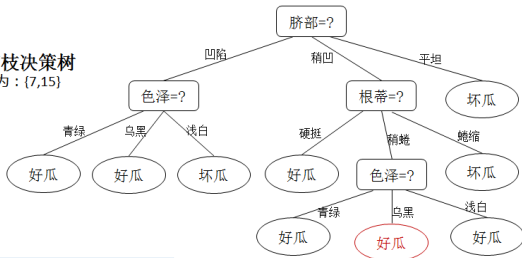 脐部=?
枝决策树
为：{7,15}
凹陷
稍凹
平坦
色泽=?
根蒂=?
坏瓜
青绿
乌黑
浅白
硬挺
稍蜷
蜷缩
好瓜
好瓜
坏瓜
好瓜
色泽=?
坏瓜
青绿
乌黑
浅白
好瓜
好瓜
好瓜